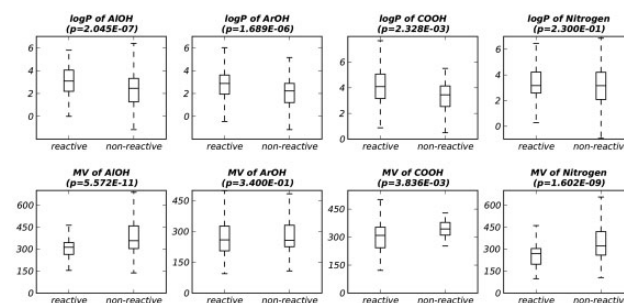 logP of AlOH
(p=2.045E-07)
logP of ArOH
(p=1.689E-06)
logP of COOH
(p=2.328E-03)
logP of Nitrogen
(p=2.300E-01)
6
4
2
0
6
4
2
0
8
6
4
2
0
6
4
2
0
reactive non-reactive
reactive non-reactive
reactive non-reactive
reactive non-reactive
MV of AlOH
(p=5.572E-11)
MV of ArOH
(p=3.400E-01)
MV of COOH
(p=3.836E-03)
MV of Nitrogen
(p=1.602E-09)
600
450
300
150
0
450
300
150
0
450
300
150
0
600
450
300
150
0
reactive non-reactive
reactive non-reactive
reactive non-reactive
reactive non-reactive